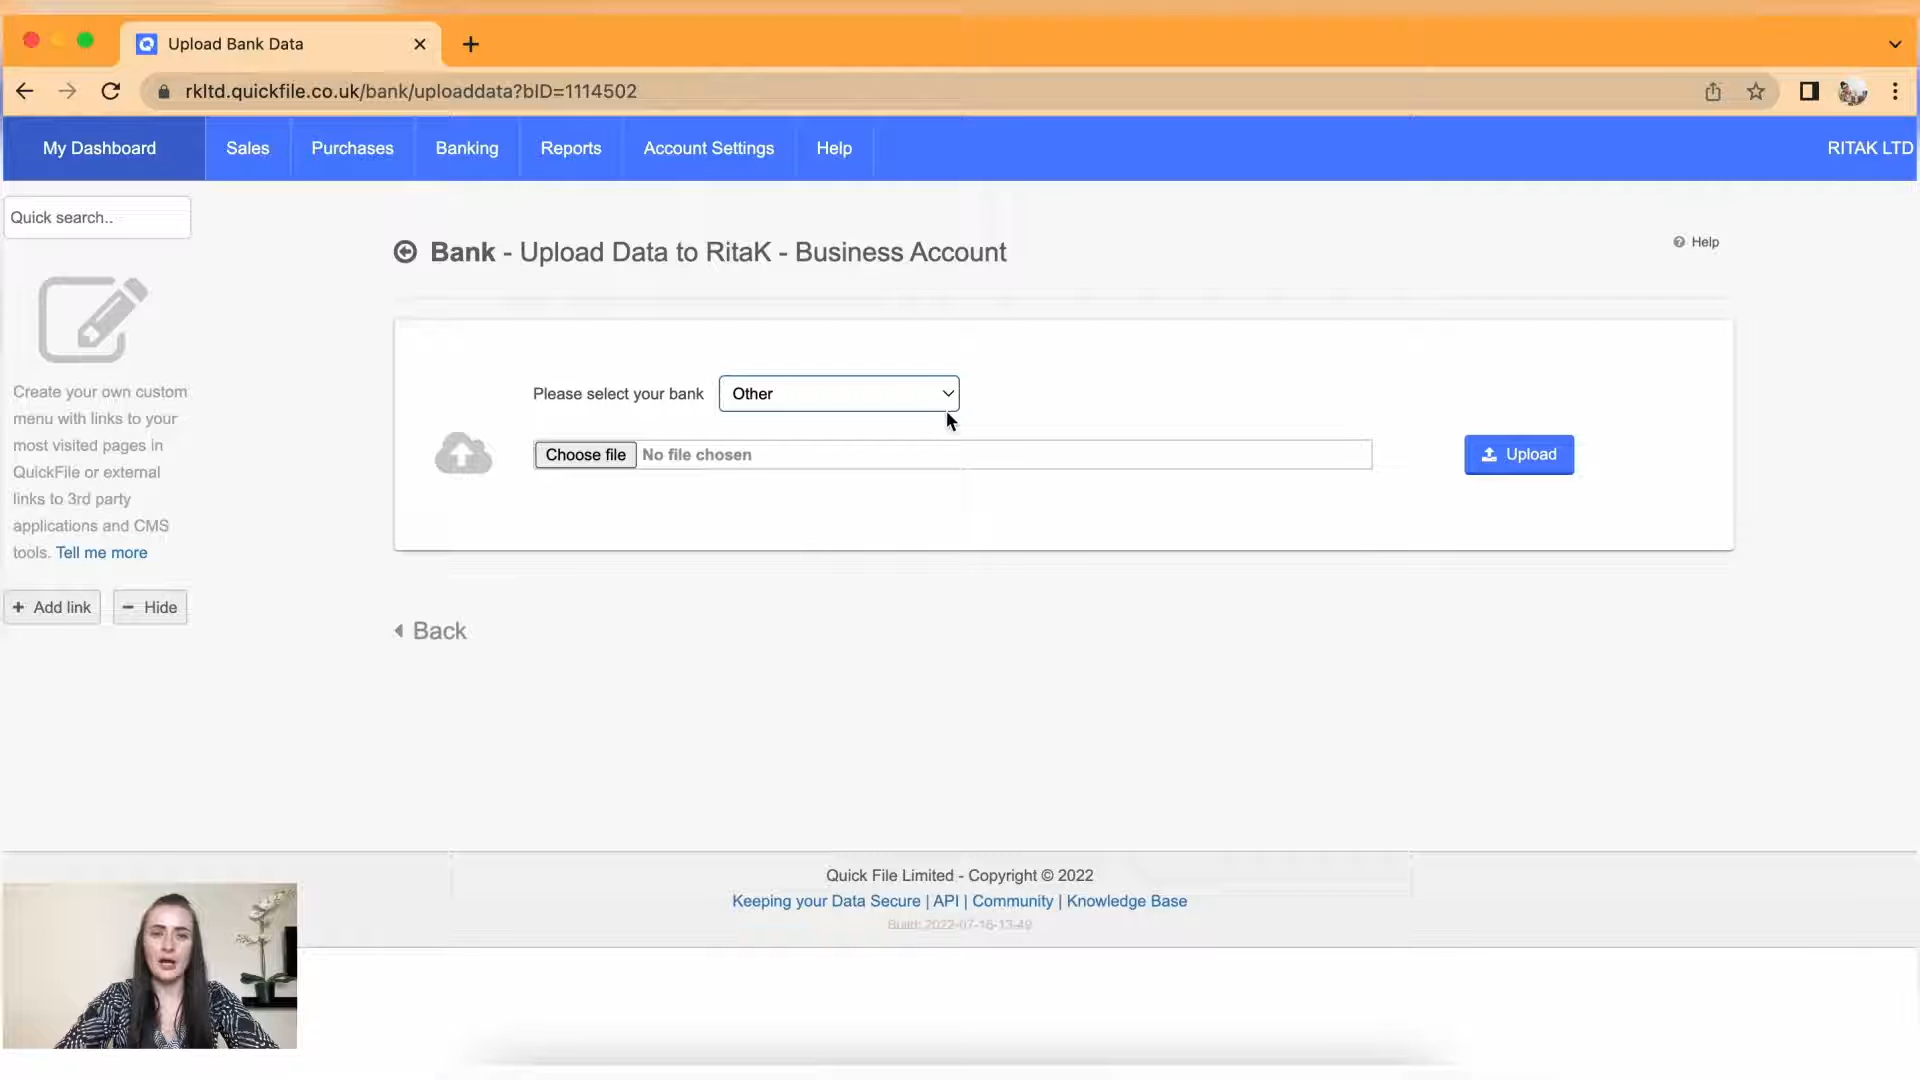 Upload Bank Data
rkltd.quickfile.co.uk/bank/uploaddata?bID=1114502
My Dashboard
Sales
Purchases
Banking
Reports
Account Settings
Help
RITAK LTD
Quick search..
Bank - Upload Data to RitaK - Business Account
Help
Create your own custom
menu with links to your
most visited pages in
QuickFile or external
links to 3rd party
applications and CMS
tools. Tell me more
+ Add link
− Hide
Please select your bank
Other
Choose file No file chosen
Upload
Back
Quick File Limited - Copyright © 2022
Keeping your Data Secure | API | Community | Knowledge Base
Build: 2022-07-16-13-49